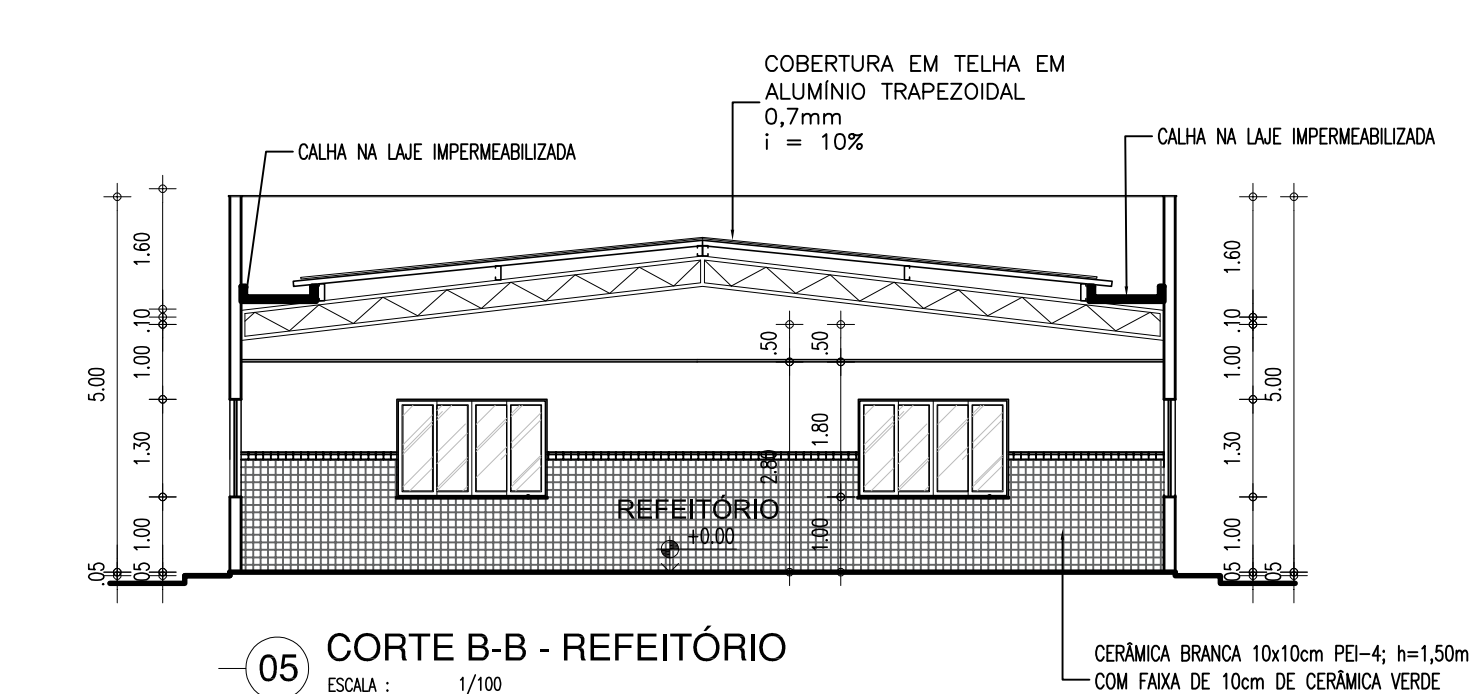 COBERTURA EM TELHA EM
ALUMÍNIO TRAPEZOIDAL
0,7mm
i = 10%
CALHA NA LAJE IMPERMEABILIZADA
CALHA NA LAJE IMPERMEABILIZADA
5.00
.05
1.60
.10
1.00
1.30
1.00
.05
.50
2.80
.50
1.80
1.00
REFEITÓRIO
+0.00
1.60
.10
1.00
1.30
1.00
.05
5.00
.05
CERÂMICA BRANCA 10x10cm PEI-4; h=1,50m
COM FAIXA DE 10cm DE CERÂMICA VERDE
05
CORTE B-B - REFEITÓRIO
ESCALA : 1/100